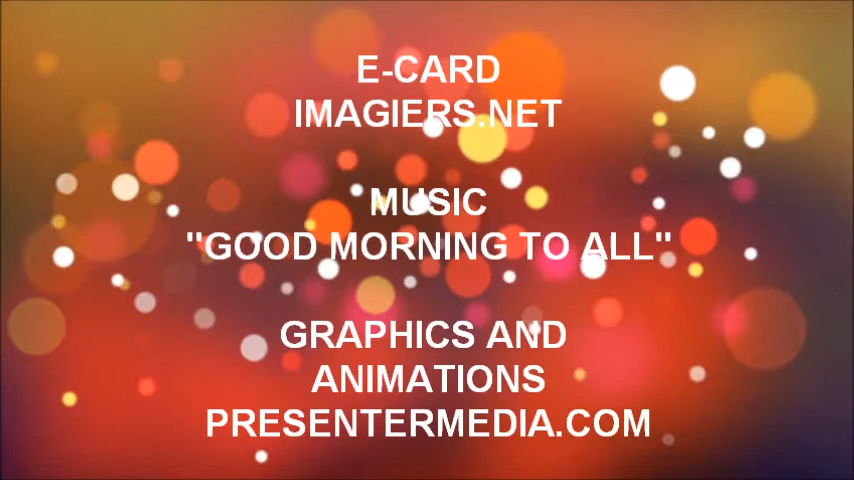 E-CARD
IMAGIERS.NET
MUSIC
"GOOD MORNING TO ALL"
GRAPHICS AND
ANIMATIONS
PRESENTERMEDIA.COM